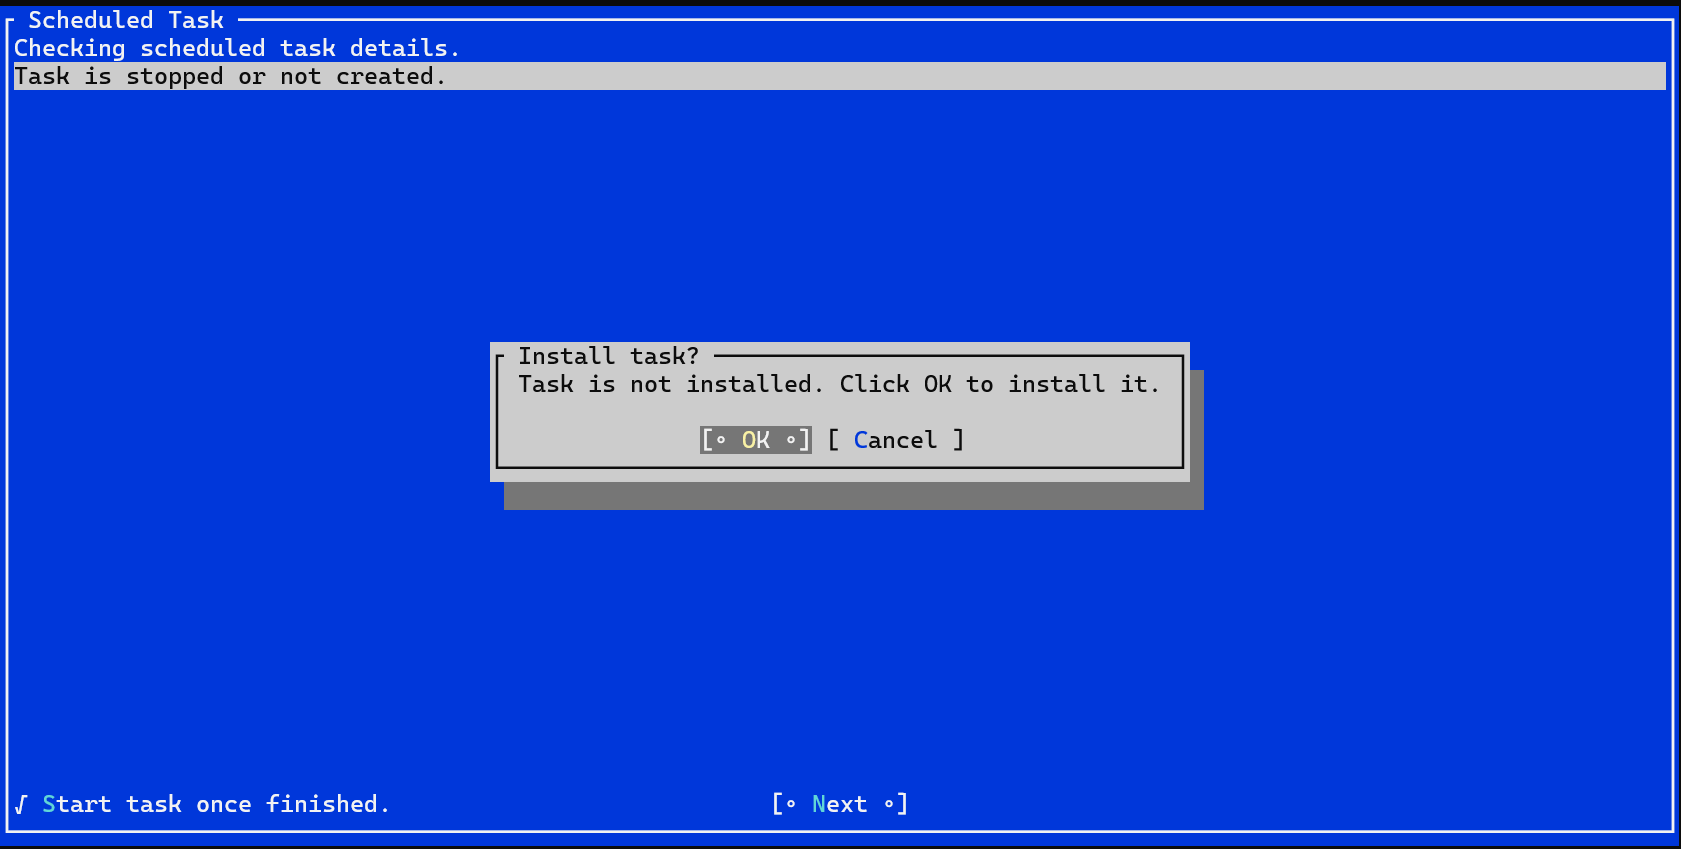 Scheduled Task
Checking scheduled task details.
Task is stopped or not created.
Install task?
Task is not installed. Click OK to install it.
[∘ OK ∘] [ Cancel ]
√ Start task once finished. [∘ Next ∘]